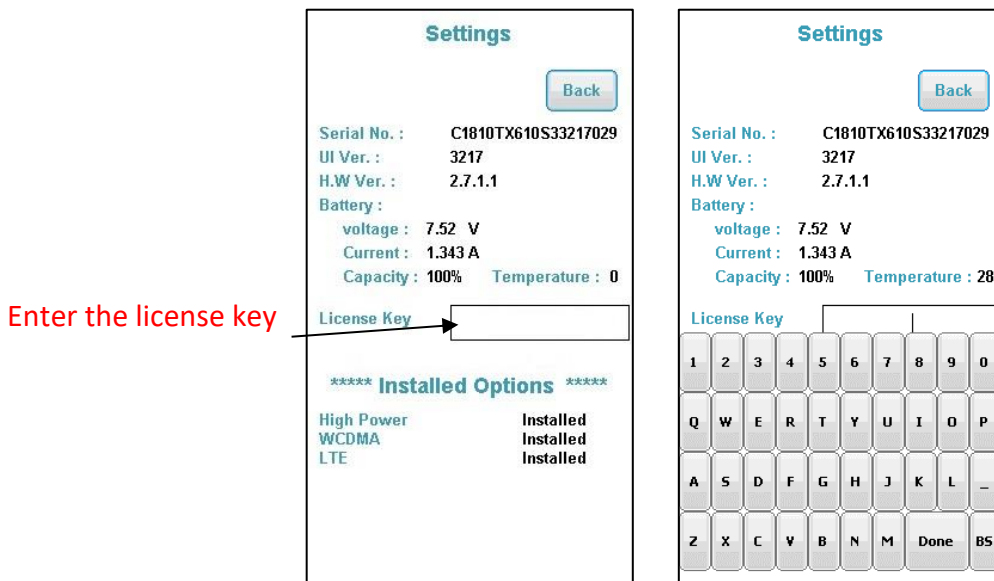 Settings
Back
Serial No. : C1810TX610S33217029
UI Ver. : 3217
H.W Ver. : 2.7.1.1
Battery :
voltage : 7.52 V
Current : 1.343 A
Capacity : 100% Temperature : 0
License Key
***** Installed Options *****
High Power Installed
WCDMA Installed
LTE Installed
Enter the license key
Settings
Back
Serial No. : C1810TX610S33217029
UI Ver. : 3217
H.W Ver. : 2.7.1.1
Battery :
voltage : 7.52 V
Current : 1.343 A
Capacity : 100% Temperature : 28
License Key
1 2 3 4 5 6 7 8 9 0
Q W E R T Y U I O P
A S D F G H J K L _
Z X C V B N M Done BS